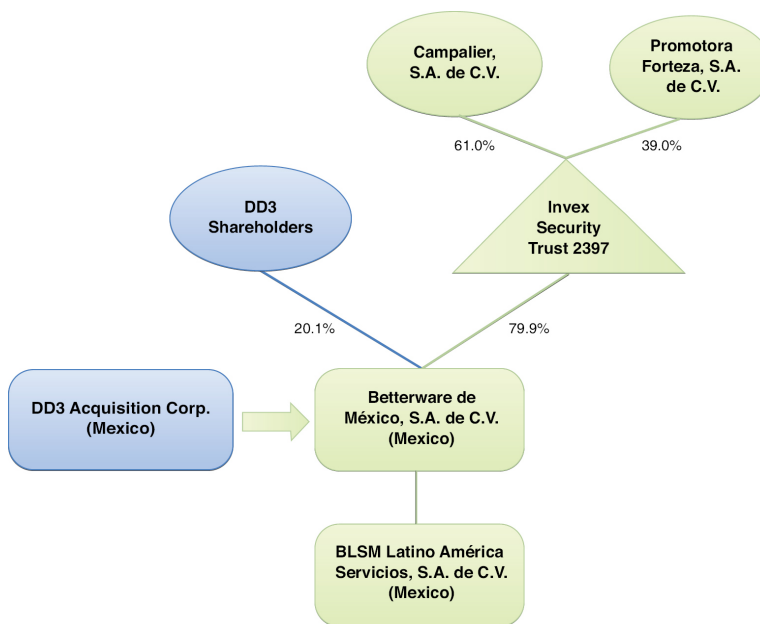 Campalier,
S.A. de C.V.
Promotora
Forteza, S.A.
de C.V.
61.0%
39.0%
DD3
Shareholders
Invex
Security
Trust 2397
20.1%
79.9%
DD3 Acquisition Corp.
(Mexico)
Betterware de
México, S.A. de C.V.
(Mexico)
BLSM Latino América
Servicios, S.A. de C.V.
(Mexico)